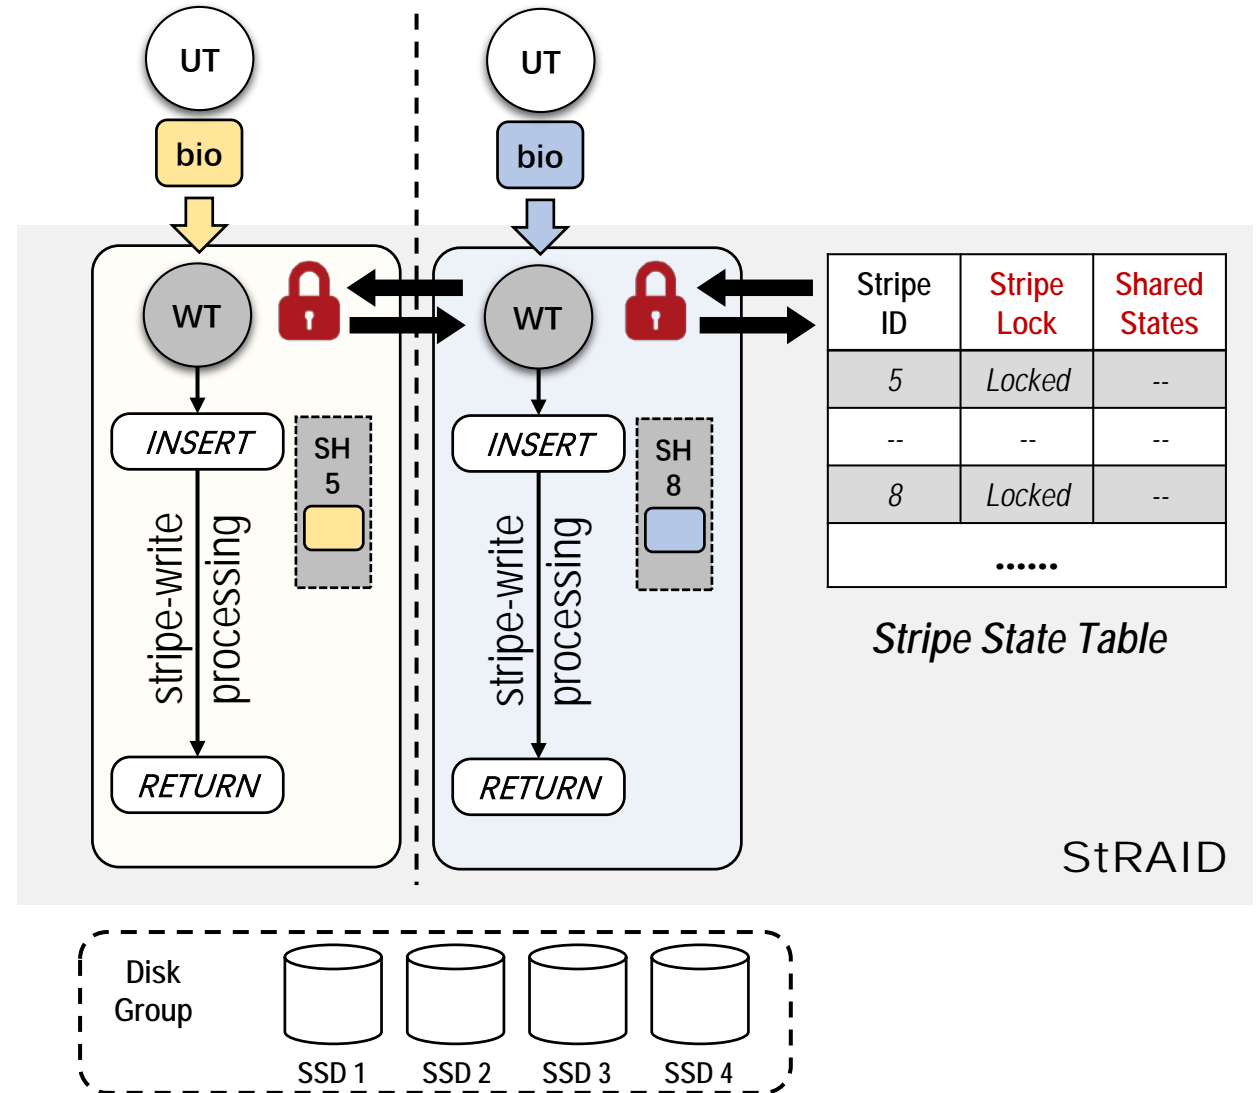 UT
bio
WT
INSERT
SH
5
stripe-write
processing
RETURN
UT
bio
WT
INSERT
SH
8
stripe-write
processing
RETURN
Stripe
ID
Stripe
Lock
Shared
States
5 Locked --
-- -- --
8 Locked --
......
Stripe State Table
StRAID
Disk
Group
SSD 1 SSD 2 SSD 3 SSD 4